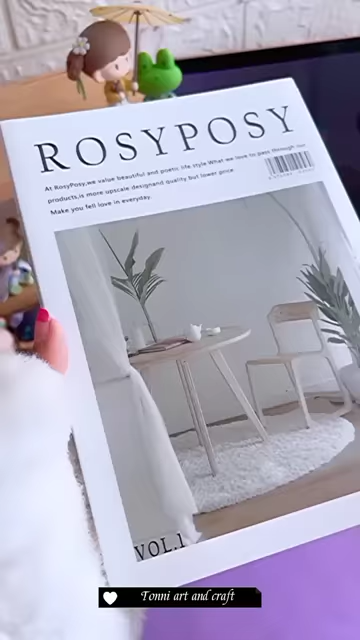 ROSYPOSY
At RosyPosy,we value beautiful and poetic life style.What we love to pass through our
products,is more upscale designand quality but lower price.
Make you fell love in everyday.
VOL.1
Tonni art and craft